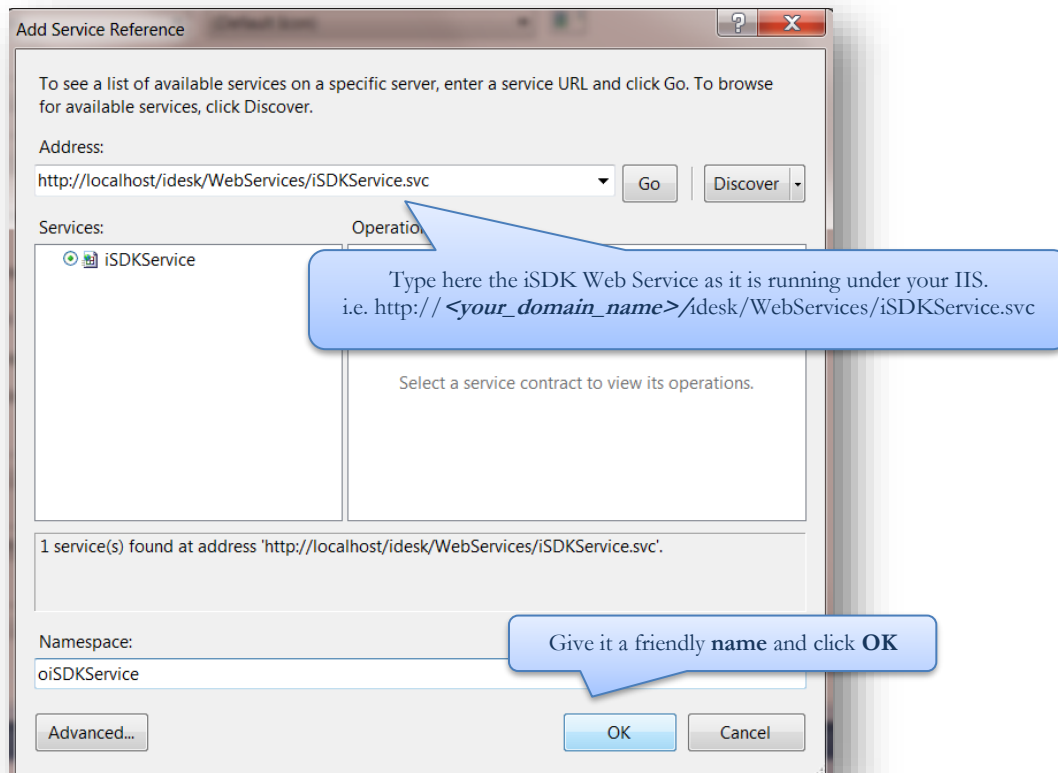 Add Service Reference
To see a list of available services on a specific server, enter a service URL and click Go. To browse
for available services, click Discover.
Address:
http://localhost/idesk/WebServices/iSDKService.svc
Go
Discover
Services:
Operation
iSDKService
Type here the iSDK Web Service as it is running under your IIS.
i.e. http://<your_domain_name>/idesk/WebServices/iSDKService.svc
Select a service contract to view its operations.
1 service(s) found at address 'http://localhost/idesk/WebServices/iSDKService.svc'.
Give it a friendly name and click OK
Namespace:
oiSDKService
Advanced...
OK
Cancel